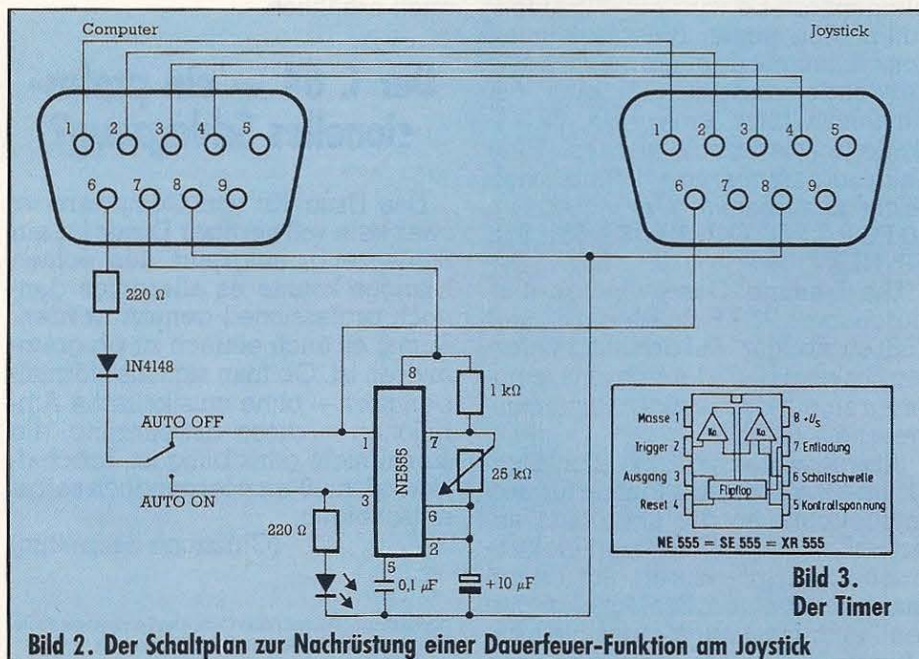 Computer
Joystick
1 2 3 4 5
6 7 8 9
1 2 3 4 5
6 7 8 9
220 Ω
1N4148
AUTO OFF
AUTO ON
220 Ω
8
1
7
NE555
3
6
2
5
1 kΩ
25 kΩ
0,1 µF
+10 µF
Masse 1
Trigger 2
Ausgang 3
Reset 4
Ko Ko
Flipflop
8 +Us
7 Entladung
6 Schaltschwelle
5 Kontrollspannung
NE 555 = SE 555 = XR 555
Bild 3.
Der Timer
Bild 2. Der Schaltplan zur Nachrüstung einer Dauerfeuer-Funktion am Joystick